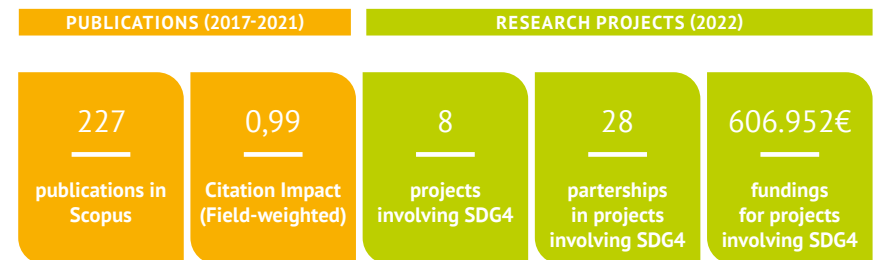 PUBLICATIONS (2017-2021)
RESEARCH PROJECTS (2022)
227
publications in
Scopus
0,99
Citation Impact
(Field-weighted)
8
projects
involving SDG4
28
parterships
in projects
involving SDG4
606.952€
fundings
for projects
involving SDG4